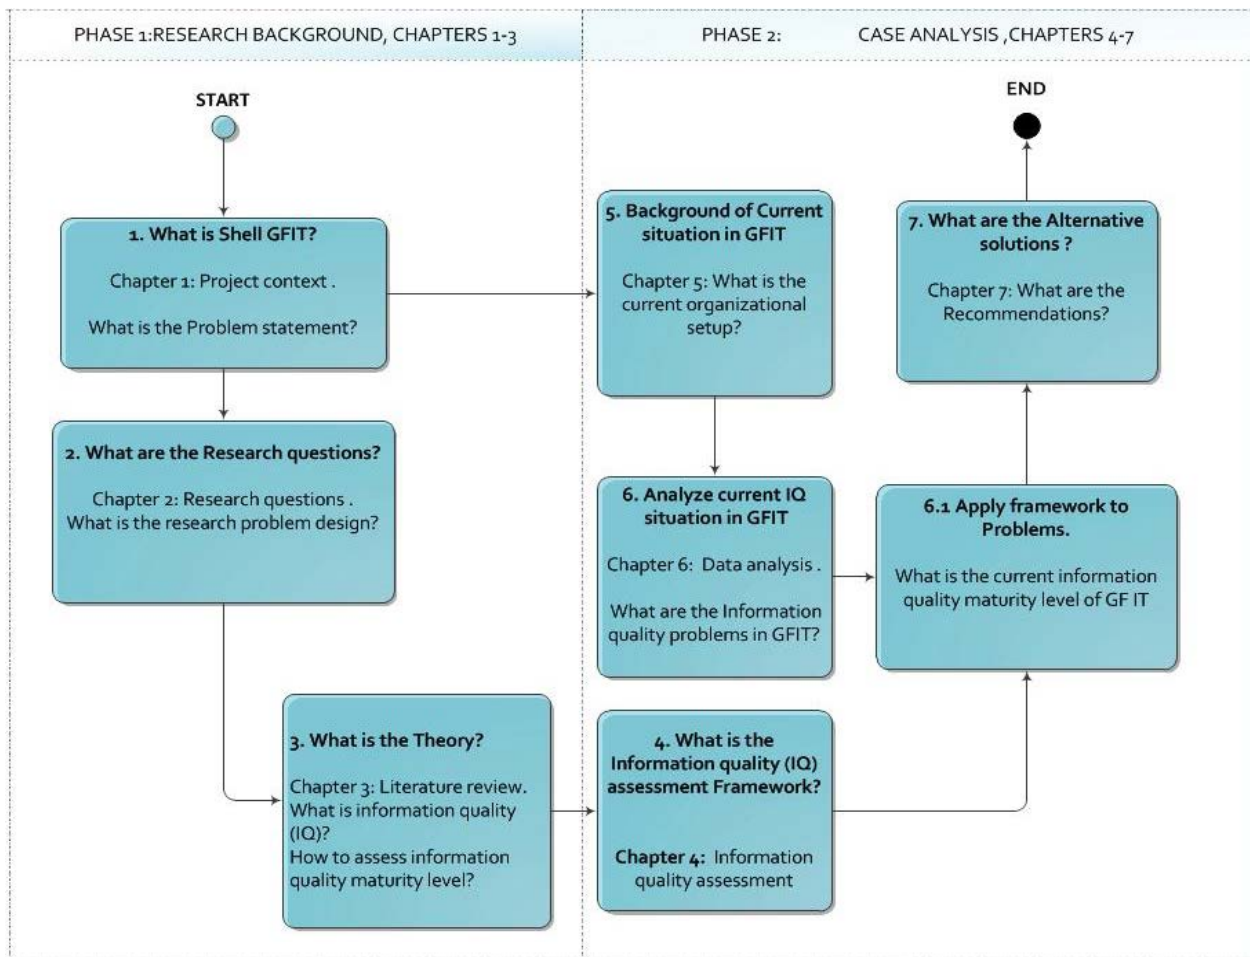 PHASE 1:RESEARCH BACKGROUND, CHAPTERS 1-3
PHASE 2: CASE ANALYSIS ,CHAPTERS 4-7
START
1. What is Shell GFIT?
Chapter 1: Project context .
What is the Problem statement?
2. What are the Research questions?
Chapter 2: Research questions .
What is the research problem design?
3. What is the Theory?
Chapter 3: Literature review.
What is information quality
(IQ)?
How to assess information
quality maturity level?
4. What is the
Information quality (IQ)
assessment Framework?
Chapter 4: Information
quality assessment
5. Background of Current
situation in GFIT
Chapter 5: What is the
current organizational
setup?
6. Analyze current IQ
situation in GFIT
Chapter 6: Data analysis .
What are the Information
quality problems in GFIT?
6.1 Apply framework to
Problems.
What is the current information
quality maturity level of GF IT
7. What are the Alternative
solutions ?
Chapter 7: What are the
Recommendations?
END